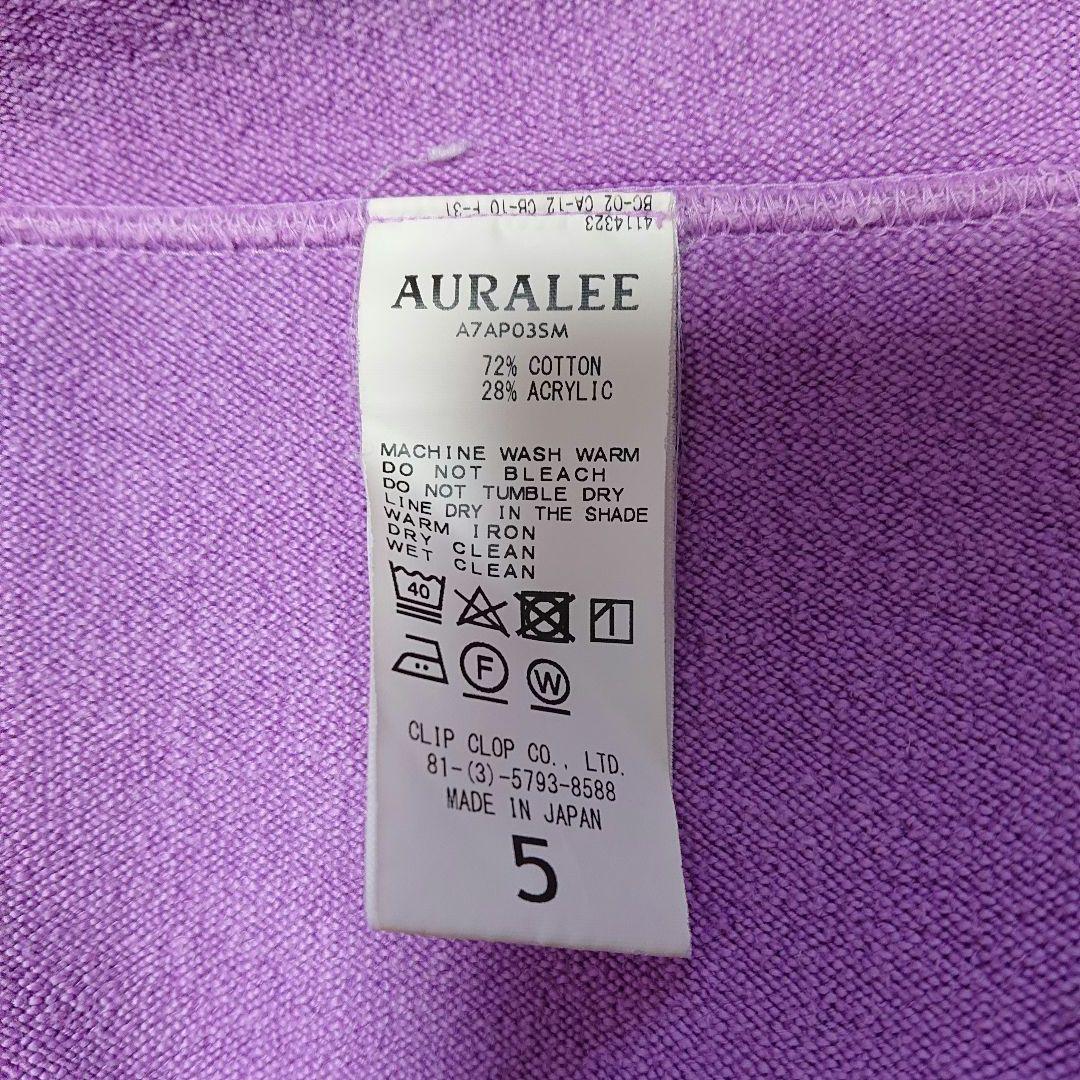 BC-02 CA-12 CB-10 F-31
4114323
AURALEE
A7AP03SM
72% COTTON
28% ACRYLIC
MACHINE WASH WARM
DO NOT BLEACH
DO NOT TUMBLE DRY
LINE DRY IN THE SHADE
WARM IRON
DRY CLEAN
WET CLEAN
40
F
W
CLIP CLOP CO., LTD.
81-(3)-5793-8588
MADE IN JAPAN
5